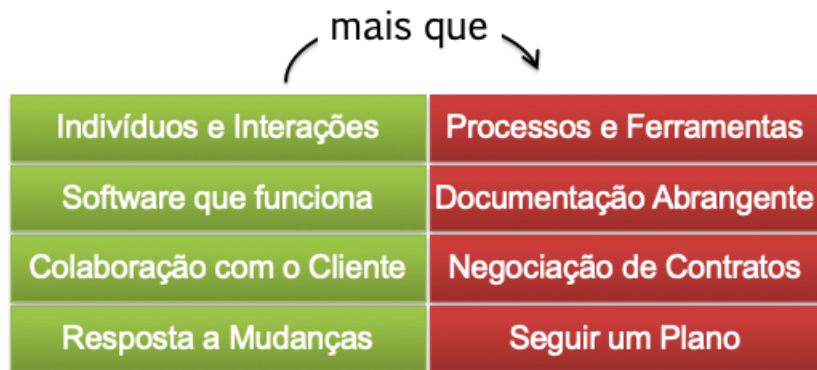 mais que
Indivíduos e Interações Processos e Ferramentas
Software que funciona Documentação Abrangente
Colaboração com o Cliente Negociação de Contratos
Resposta a Mudanças Seguir um Plano